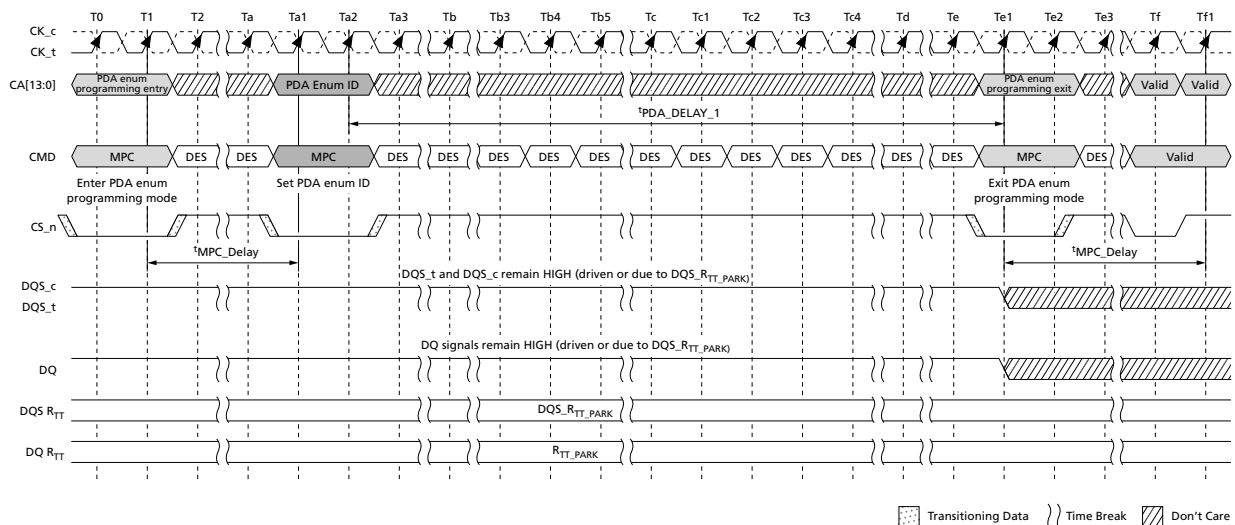 T0 T1 T2 Ta Ta1 Ta2 Ta3 Tb Tb3 Tb4 Tb5 Tc Tc1 Tc2 Tc3 Tc4 Td Te Te1 Te2 Te3 Tf Tf1
CK_c
CK_t
CA[13:0]
PDA enum
programming entry
PDA Enum ID
PDA enum
programming exit
Valid Valid
tPDA_DELAY_1
CMD MPC DES DES MPC DES DES DES DES DES DES DES DES DES DES DES DES MPC DES Valid
Enter PDA enum
programming mode
Set PDA enum ID
Exit PDA enum
programming mode
CS_n
tMPC_Delay tMPC_Delay
DQS_t and DQS_c remain HIGH (driven or due to DQS_RTT_PARK)
DQS_c
DQS_t
DQ signals remain HIGH (driven or due to DQS_RTT_PARK)
DQ
DQS RTT DQS_RTT_PARK
DQ RTT RTT_PARK
Transitioning Data Time Break Don't Care